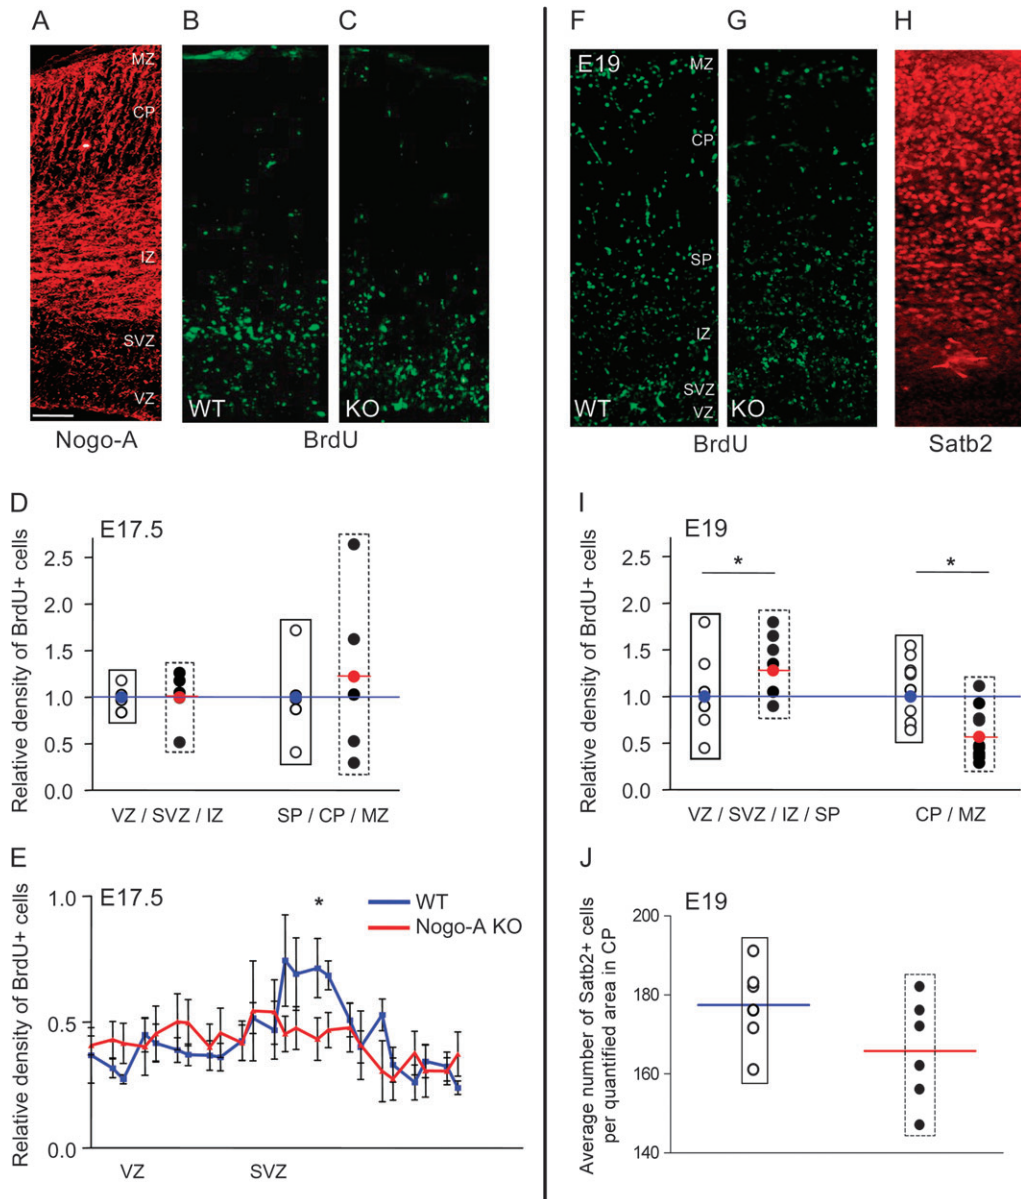 A B C
MZ
CP
IZ
SVZ
VZ
WT KO
Nogo-A BrdU
F G H
E19 MZ
CP
SP
IZ
SVZ
WT VZ KO
BrdU Satb2
D
E17.5
Relative density of BrdU+ cells
2.5
2.0
1.5
1.0
0.5
0.0
VZ / SVZ / IZ SP / CP / MZ
E
E17.5
Relative density of BrdU+ cells
1.0
0.5
0.0
*
WT
Nogo-A KO
VZ SVZ
I
E19
Relative density of BrdU+ cells
2.5
2.0
1.5
1.0
0.5
0.0
* *
VZ / SVZ / IZ / SP CP / MZ
J
E19
Average number of Satb2+ cells
per quantified area in CP
200
180
160
140